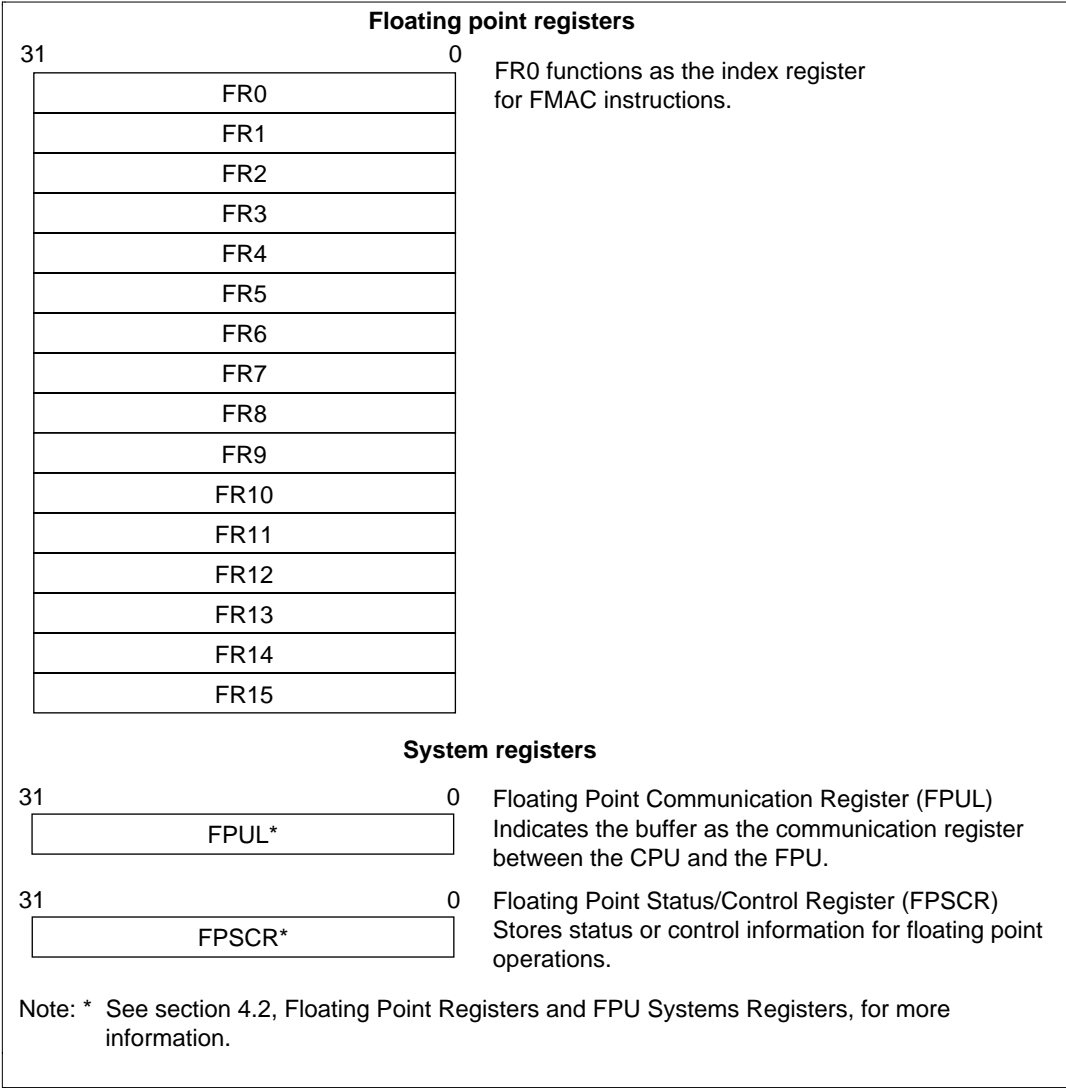 Floating point registers
31 0
FR0 functions as the index register
for FMAC instructions.
FR0
FR1
FR2
FR3
FR4
FR5
FR6
FR7
FR8
FR9
FR10
FR11
FR12
FR13
FR14
FR15
System registers
31 0
FPUL*
Floating Point Communication Register (FPUL)
Indicates the buffer as the communication register
between the CPU and the FPU.
31 0
FPSCR*
Floating Point Status/Control Register (FPSCR)
Stores status or control information for floating point
operations.
Note: * See section 4.2, Floating Point Registers and FPU Systems Registers, for more
information.